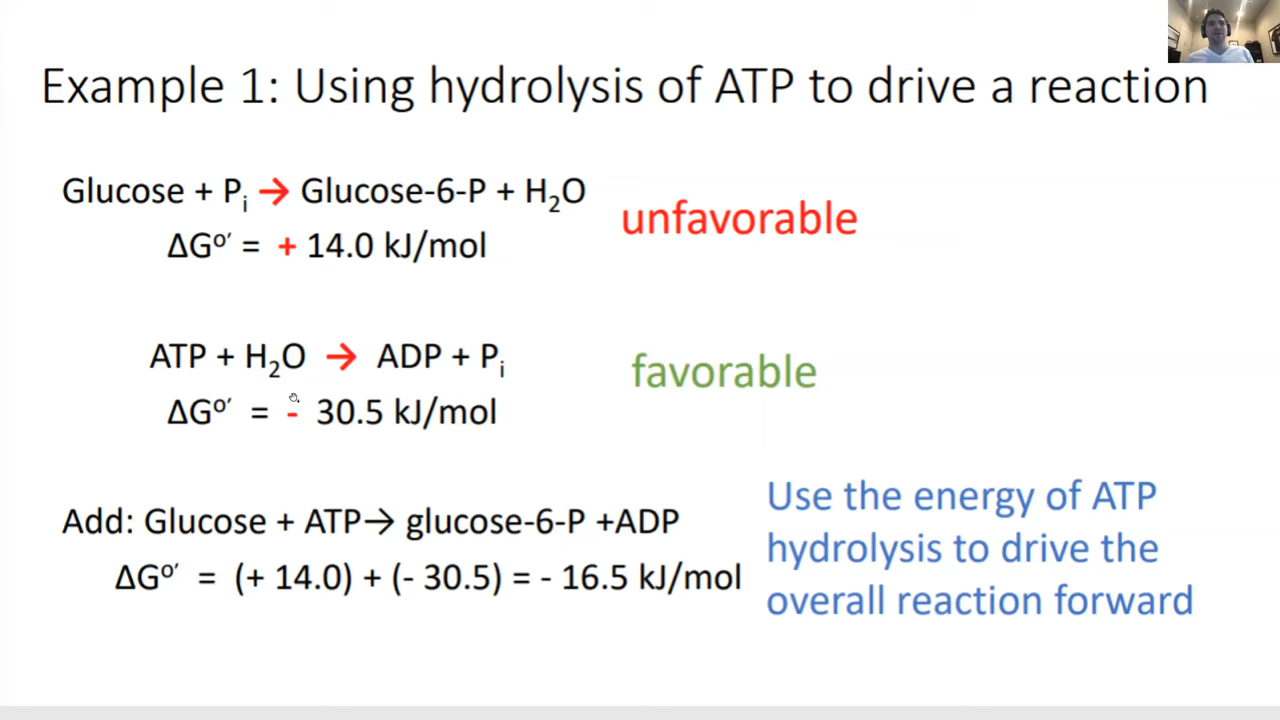 Example 1: Using hydrolysis of ATP to drive a reaction
Glucose + Pᵢ → Glucose-6-P + H₂O
ΔGº′ = + 14.0 kJ/mol
unfavorable
ATP + H₂O → ADP + Pᵢ
ΔGº′ = - 30.5 kJ/mol
favorable
Add: Glucose + ATP→ glucose-6-P +ADP
ΔGº′ = (+ 14.0) + (- 30.5) = - 16.5 kJ/mol
Use the energy of ATP
hydrolysis to drive the
overall reaction forward